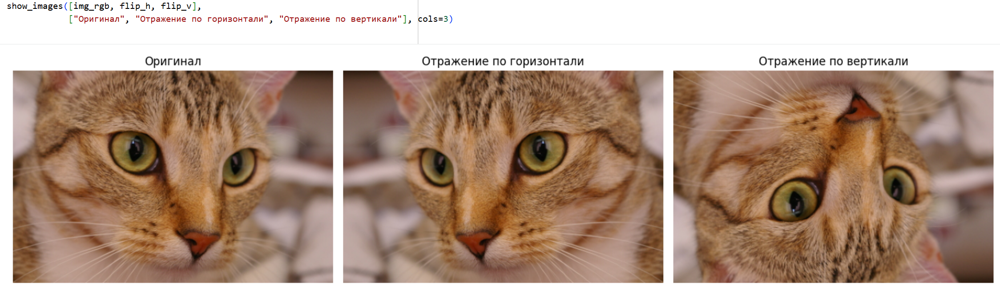 show_images([img_rgb, flip_h, flip_v],
["Оригинал", "Отражение по горизонтали", "Отражение по вертикали"], cols=3)
Оригинал
Отражение по горизонтали
Отражение по вертикали